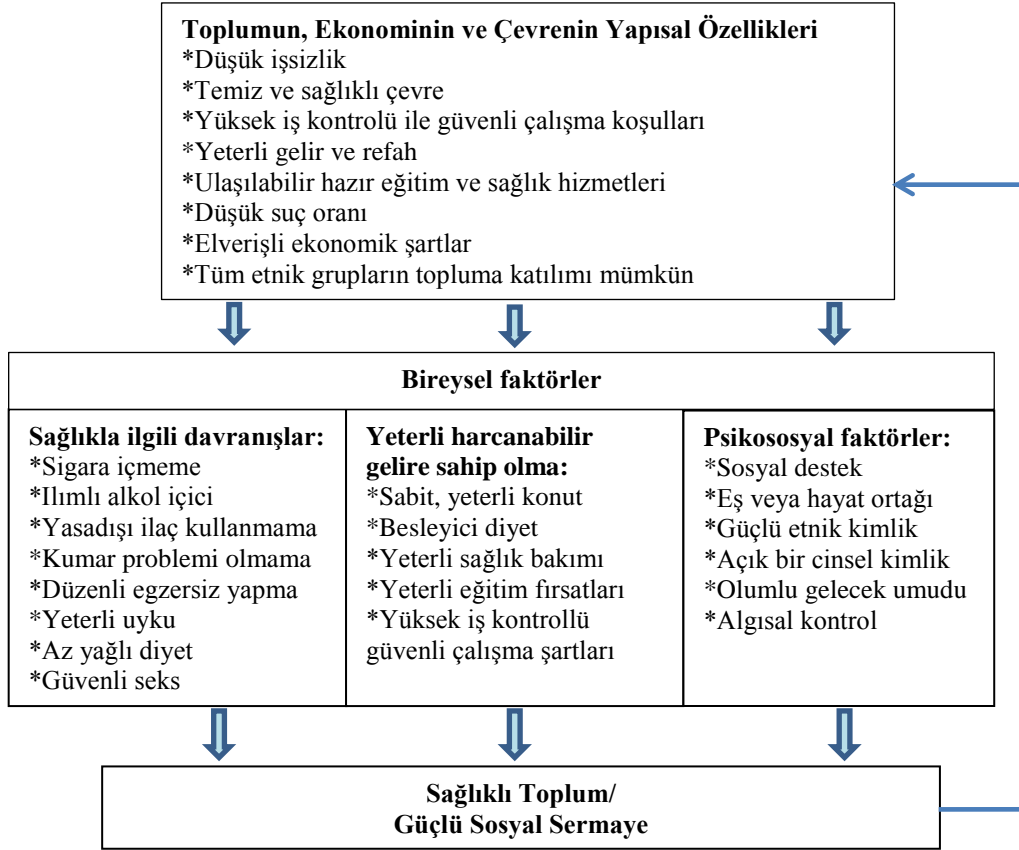 Toplumun, Ekonominin ve Çevrenin Yapısal Özellikleri
*Düşük işsizlik
*Temiz ve sağlıklı çevre
*Yüksek iş kontrolü ile güvenli çalışma koşulları
*Yeterli gelir ve refah
*Ulaşılabilir hazır eğitim ve sağlık hizmetleri
*Düşük suç oranı
*Elverişli ekonomik şartlar
*Tüm etnik grupların topluma katılımı mümkün
Bireysel faktörler
Sağlıkla ilgili davranışlar:
*Sigara içmeme
*Ilımlı alkol içici
*Yasadışı ilaç kullanmama
*Kumar problemi olmama
*Düzenli egzersiz yapma
*Yeterli uyku
*Az yağlı diyet
*Güvenli seks
Yeterli harcanabilir
gelire sahip olma:
*Sabit, yeterli konut
*Besleyici diyet
*Yeterli sağlık bakımı
*Yeterli eğitim fırsatları
*Yüksek iş kontrollü
güvenli çalışma şartları
Psikososyal faktörler:
*Sosyal destek
*Eş veya hayat ortağı
*Güçlü etnik kimlik
*Açık bir cinsel kimlik
*Olumlu gelecek umudu
*Algısal kontrol
Sağlıklı Toplum/
Güçlü Sosyal Sermaye